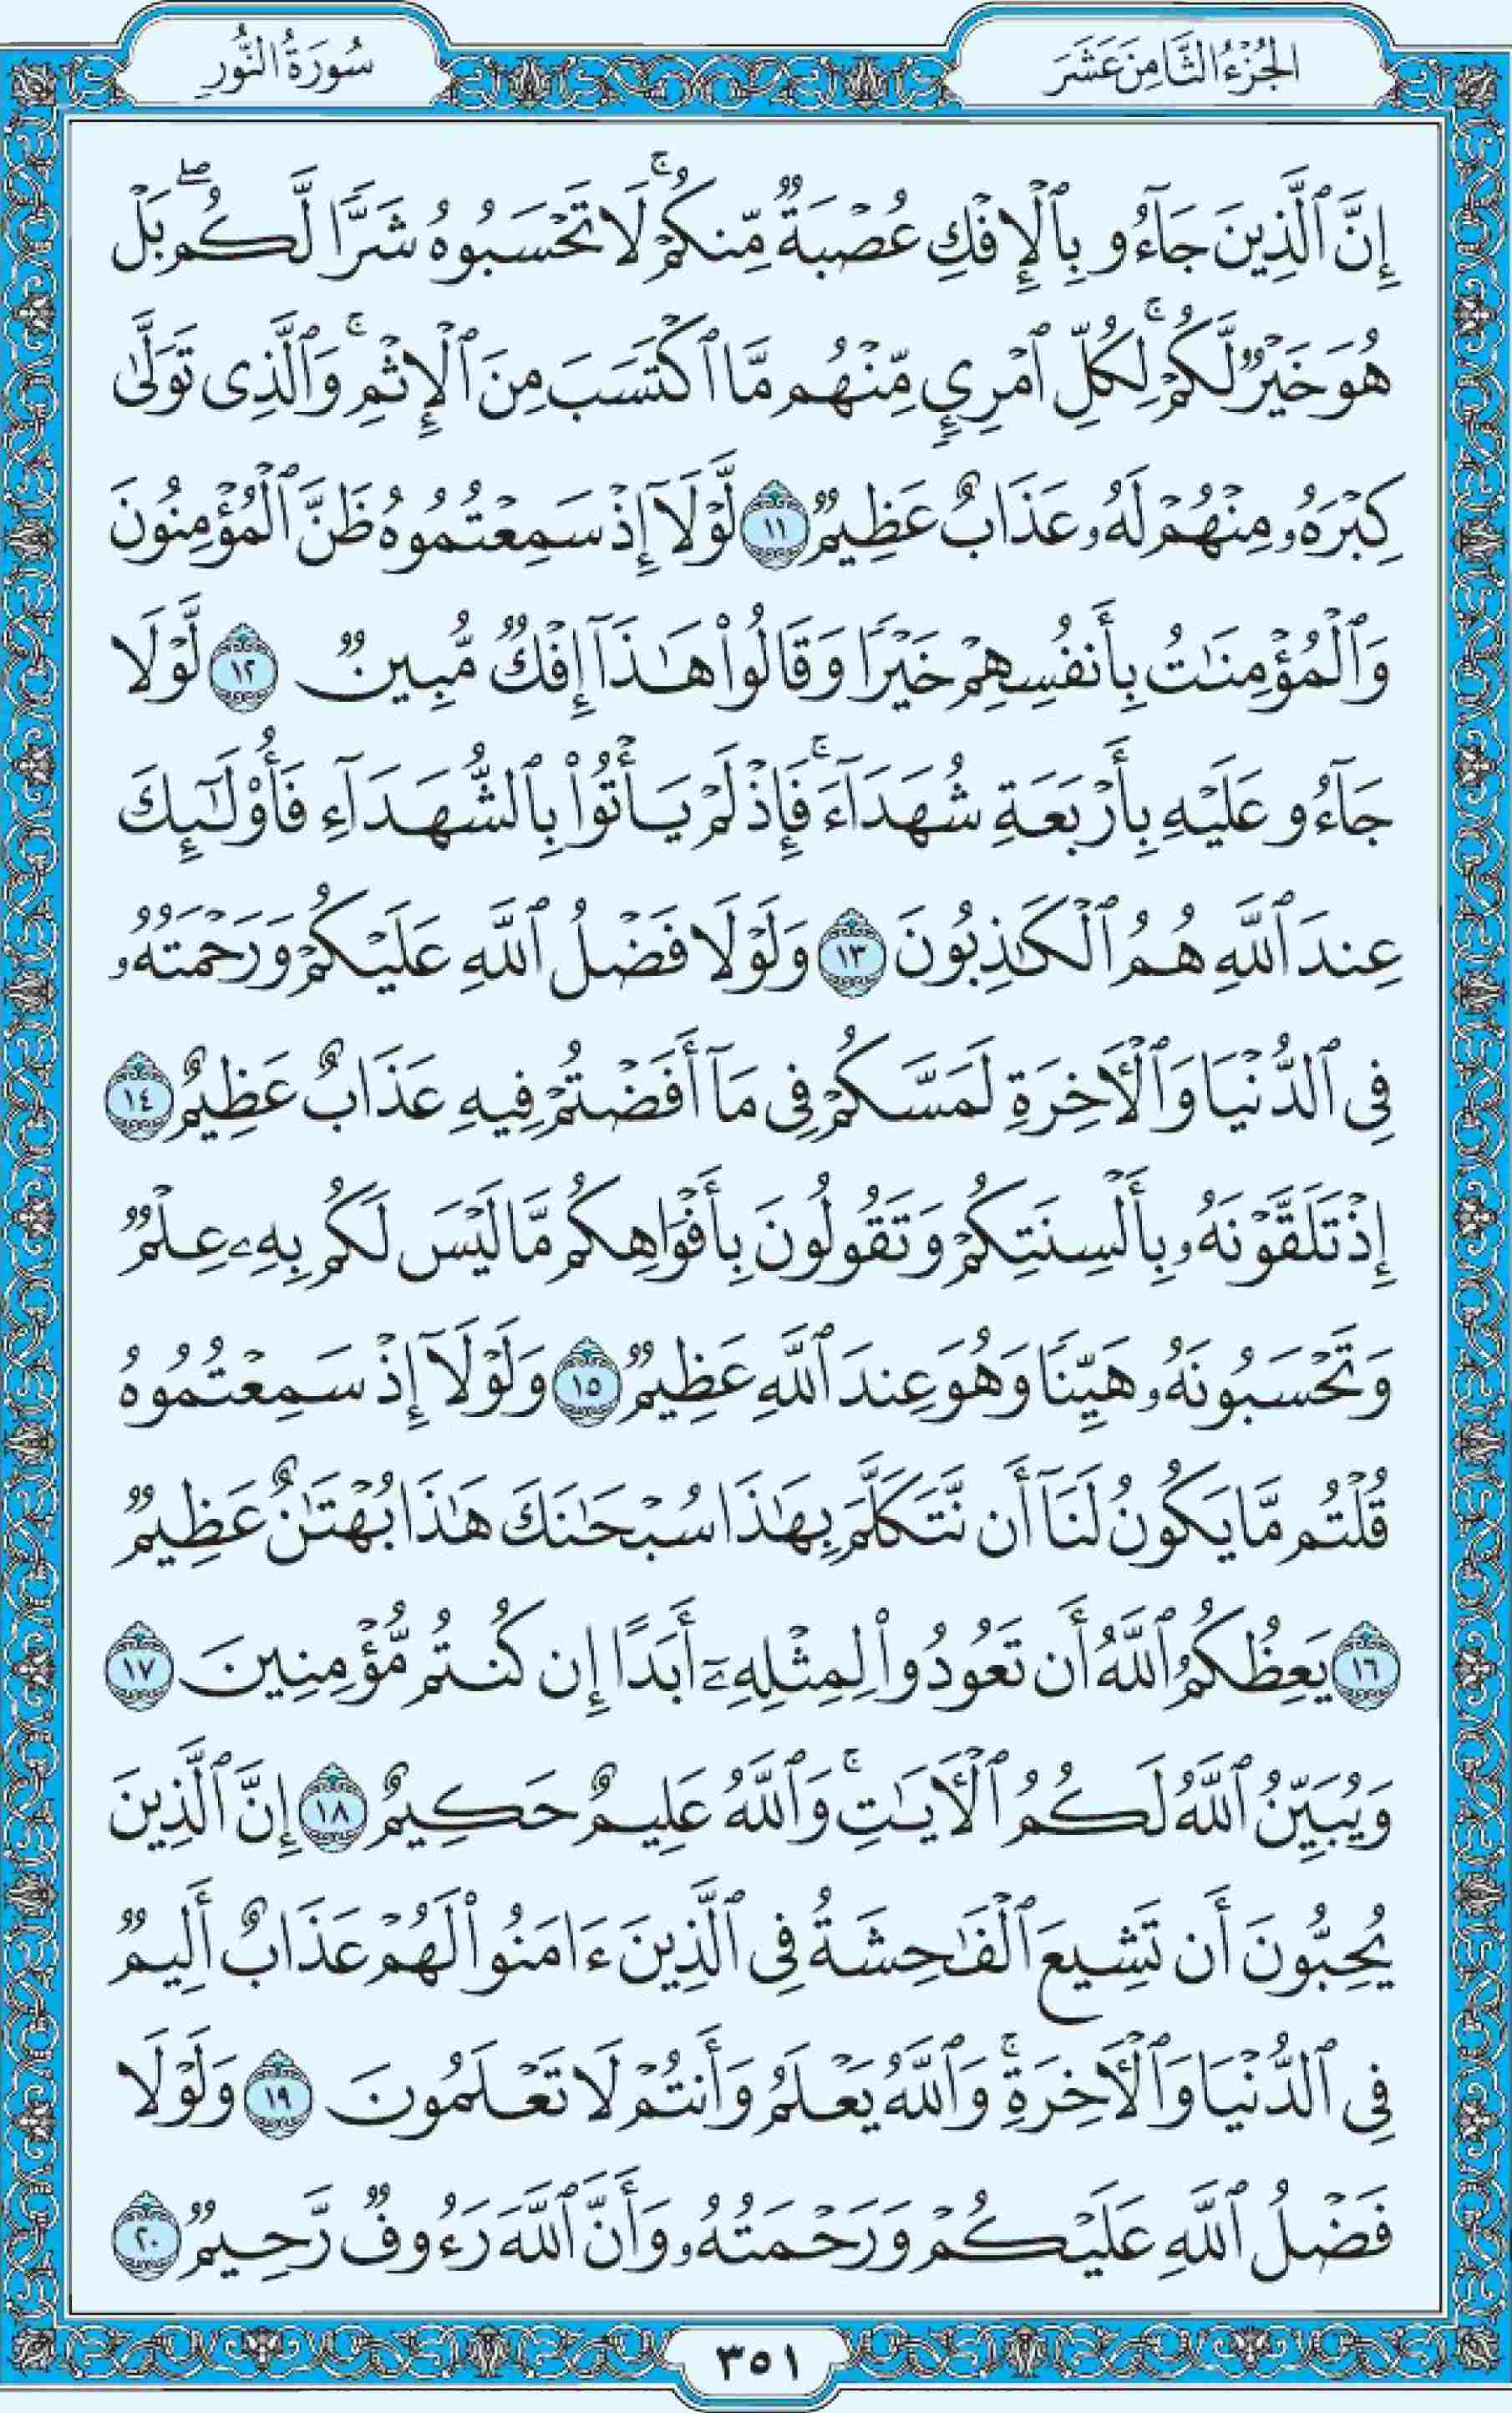 الجُزْءُ الثَّامِنَ عَشَرَ
سُورَةُ النُّورِ
إِنَّ ٱلَّذِينَ جَآءُو بِٱلْإِفْكِ عُصْبَةٌ مِّنكُمْ ۚ لَا تَحْسَبُوهُ شَرًّا لَّكُم ۖ بَلْ
هُوَ خَيْرٌ لَّكُمْ ۚ لِكُلِّ ٱمْرِئٍ مِّنْهُم مَّا ٱكْتَسَبَ مِنَ ٱلْإِثْمِ ۚ وَٱلَّذِى تَوَلَّىٰ
كِبْرَهُۥ مِنْهُمْ لَهُۥ عَذَابٌ عَظِيمٌ ١١ لَّوْلَآ إِذْ سَمِعْتُمُوهُ ظَنَّ ٱلْمُؤْمِنُونَ
وَٱلْمُؤْمِنَـٰتُ بِأَنفُسِهِمْ خَيْرًا وَقَالُوا۟ هَـٰذَآ إِفْكٌ مُّبِينٌ ١٢ لَّوْلَا
جَآءُو عَلَيْهِ بِأَرْبَعَةِ شُهَدَآءَ ۚ فَإِذْ لَمْ يَأْتُوا۟ بِٱلشُّهَدَآءِ فَأُو۟لَـٰٓئِكَ
عِندَ ٱللَّهِ هُمُ ٱلْكَـٰذِبُونَ ١٣ وَلَوْلَا فَضْلُ ٱللَّهِ عَلَيْكُمْ وَرَحْمَتُهُۥ
فِى ٱلدُّنْيَا وَٱلْـَٔاخِرَةِ لَمَسَّكُمْ فِى مَآ أَفَضْتُمْ فِيهِ عَذَابٌ عَظِيمٌ ١٤
إِذْ تَلَقَّوْنَهُۥ بِأَلْسِنَتِكُمْ وَتَقُولُونَ بِأَفْوَاهِكُم مَّا لَيْسَ لَكُم بِهِۦ عِلْمٌ
وَتَحْسَبُونَهُۥ هَيِّنًا وَهُوَ عِندَ ٱللَّهِ عَظِيمٌ ١٥ وَلَوْلَآ إِذْ سَمِعْتُمُوهُ
قُلْتُم مَّا يَكُونُ لَنَآ أَن نَّتَكَلَّمَ بِهَـٰذَا سُبْحَـٰنَكَ هَـٰذَا بُهْتَـٰنٌ عَظِيمٌ
١٦ يَعِظُكُمُ ٱللَّهُ أَن تَعُودُوا۟ لِمِثْلِهِۦٓ أَبَدًا إِن كُنتُم مُّؤْمِنِينَ ١٧
وَيُبَيِّنُ ٱللَّهُ لَكُمُ ٱلْـَٔايَـٰتِ ۚ وَٱللَّهُ عَلِيمٌ حَكِيمٌ ١٨ إِنَّ ٱلَّذِينَ
يُحِبُّونَ أَن تَشِيعَ ٱلْفَـٰحِشَةُ فِى ٱلَّذِينَ ءَامَنُوا۟ لَهُمْ عَذَابٌ أَلِيمٌ
فِى ٱلدُّنْيَا وَٱلْـَٔاخِرَةِ ۚ وَٱللَّهُ يَعْلَمُ وَأَنتُمْ لَا تَعْلَمُونَ ١٩ وَلَوْلَا
فَضْلُ ٱللَّهِ عَلَيْكُمْ وَرَحْمَتُهُۥ وَأَنَّ ٱللَّهَ رَءُوفٌ رَّحِيمٌ ٢٠
٣٥١